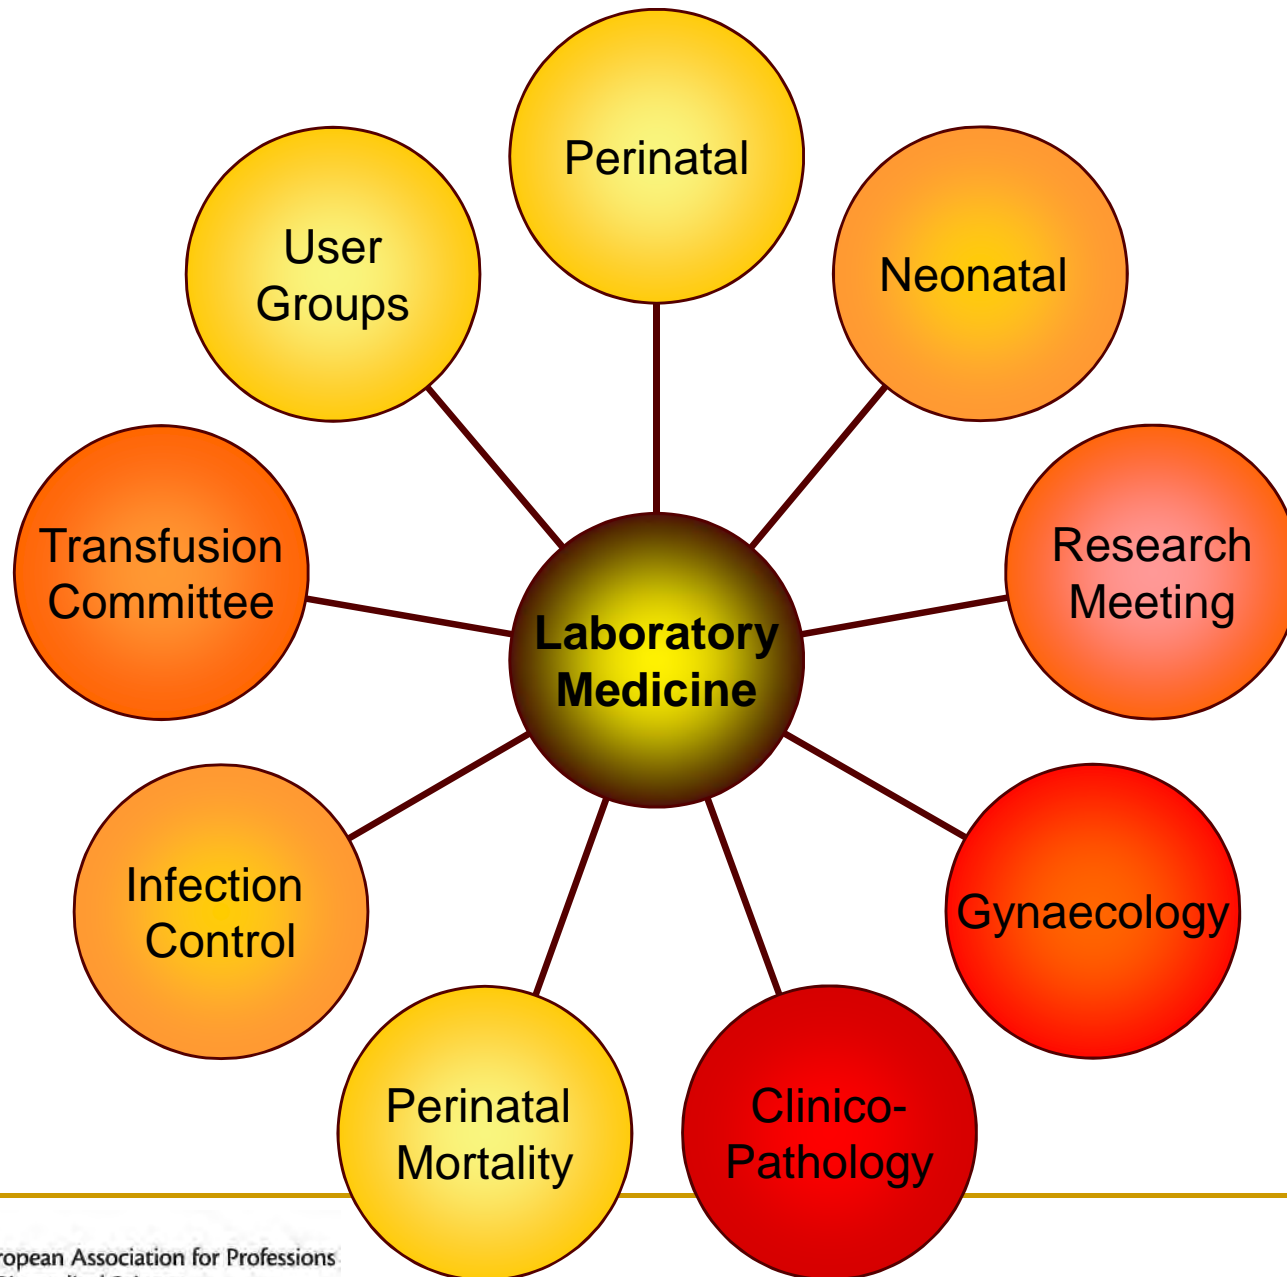 Perinatal
User
Groups
Neonatal
Transfusion
Committee
Research
Meeting
Laboratory
Medicine
Infection
Control
Gynaecology
Perinatal
Mortality
Clinico-
Pathology
Association for Professions